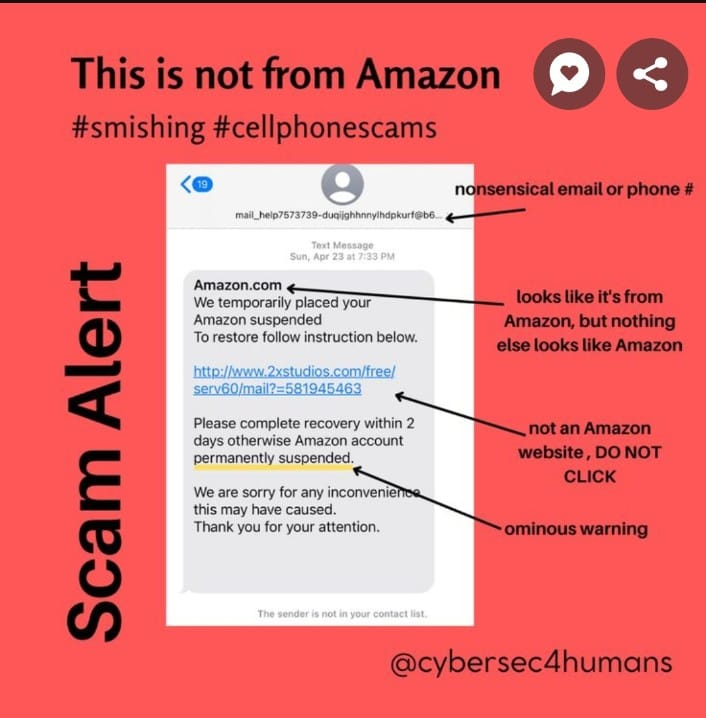 This is not from Amazon
#smishing #cellphonescams
Scam Alert
19
mail_help7573739-duqijghhnnylhdpkurf@b6...
nonsensical email or phone #
Text Message
Sun, Apr 23 at 7:33 PM
Amazon.com
We temporarily placed your
Amazon suspended
To restore follow instruction below.
http://www.2xstudios.com/free/
serv60/mail?=581945463
Please complete recovery within 2
days otherwise Amazon account
permanently suspended.
We are sorry for any inconvenience
this may have caused.
Thank you for your attention.
The sender is not in your contact list.
looks like it's from
Amazon, but nothing
else looks like Amazon
not an Amazon
website, DO NOT
CLICK
ominous warning
@cybersec4humans